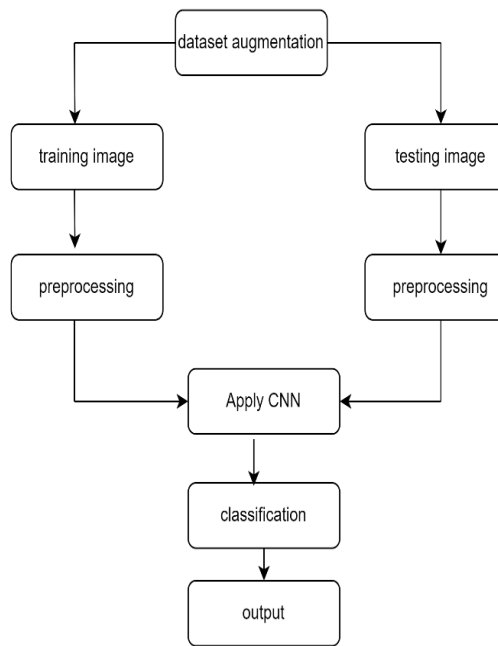 dataset augmentation
training image
testing image
preprocessing
preprocessing
Apply CNN
classification
output